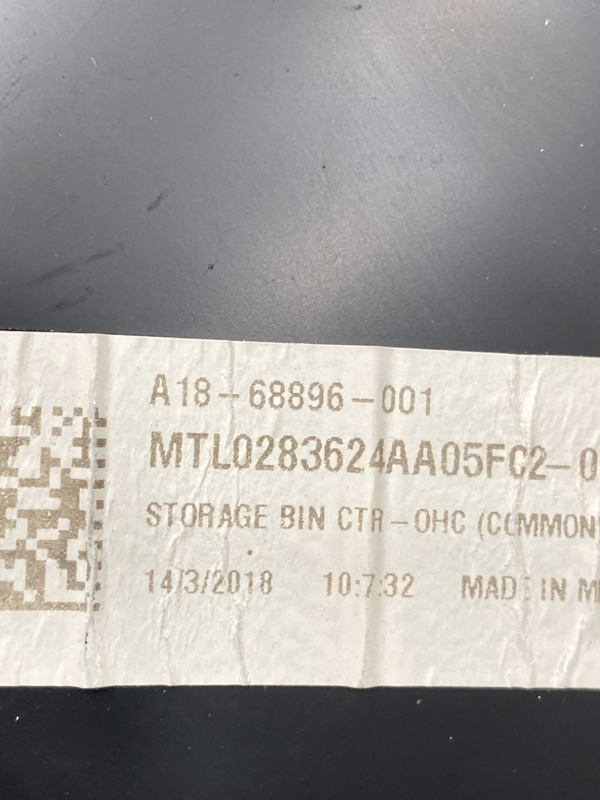 A18-68896-001
MTL0283624AA05FC2-0
STORAGE BIN CTR-OHC (COMMON
14/3/2018 10:7:32 MADE IN M